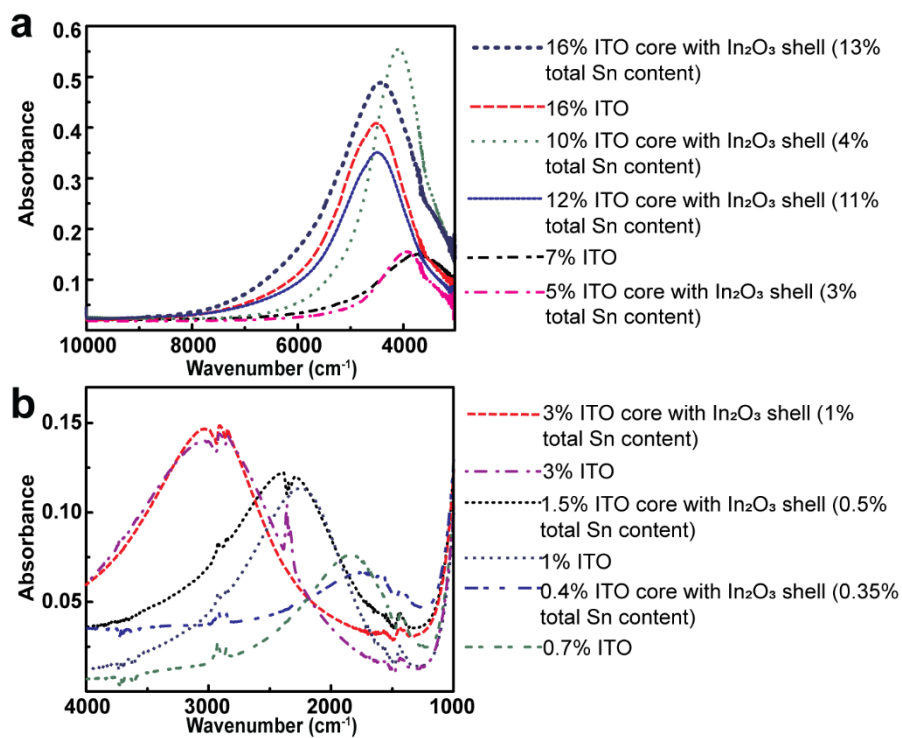 a
0.6
0.5
0.4
0.3
0.2
0.1
Absorbance
10000 8000 6000 4000
Wavenumber (cm⁻¹)
16% ITO core with In₂O₃ shell (13%
total Sn content)
16% ITO
10% ITO core with In₂O₃ shell (4%
total Sn content)
12% ITO core with In₂O₃ shell (11%
total Sn content)
7% ITO
5% ITO core with In₂O₃ shell (3%
total Sn content)
b
0.15
0.10
0.05
Absorbance
4000 3000 2000 1000
Wavenumber (cm⁻¹)
3% ITO core with In₂O₃ shell (1%
total Sn content)
3% ITO
1.5% ITO core with In₂O₃ shell (0.5%
total Sn content)
1% ITO
0.4% ITO core with In₂O₃ shell (0.35%
total Sn content)
0.7% ITO